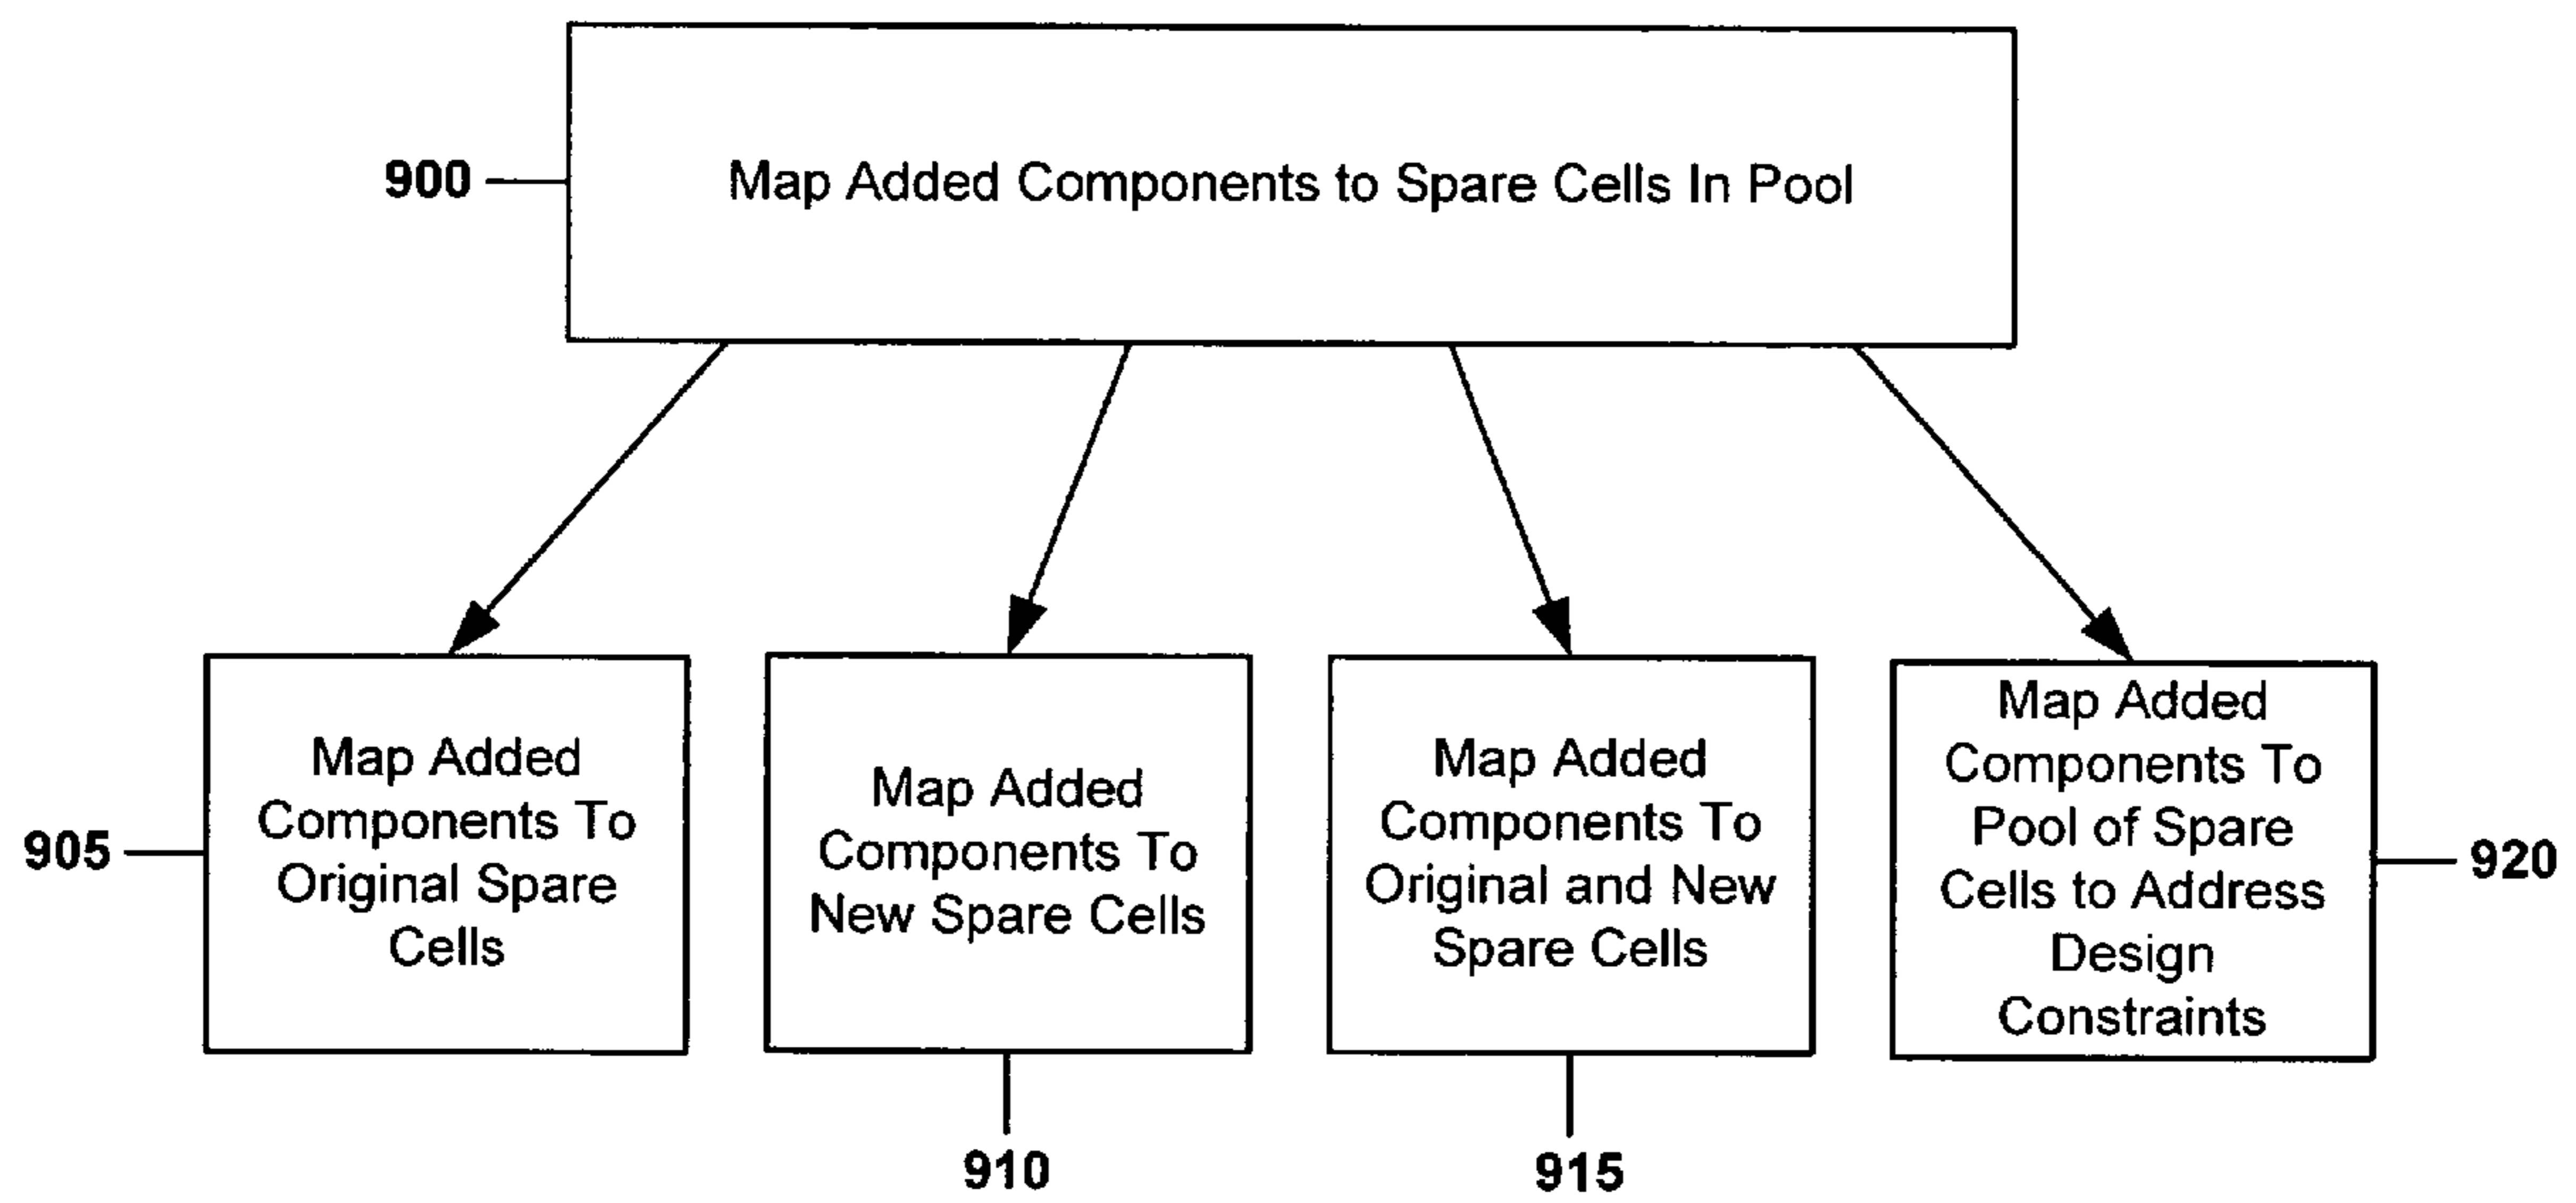 900
Map Added Components to Spare Cells In Pool
905
Map Added
Components To
Original Spare
Cells
Map Added
Components To
New Spare Cells
910
Map Added
Components To
Original and New
Spare Cells
915
Map Added
Components To
Pool of Spare
Cells to Address
Design
Constraints
920